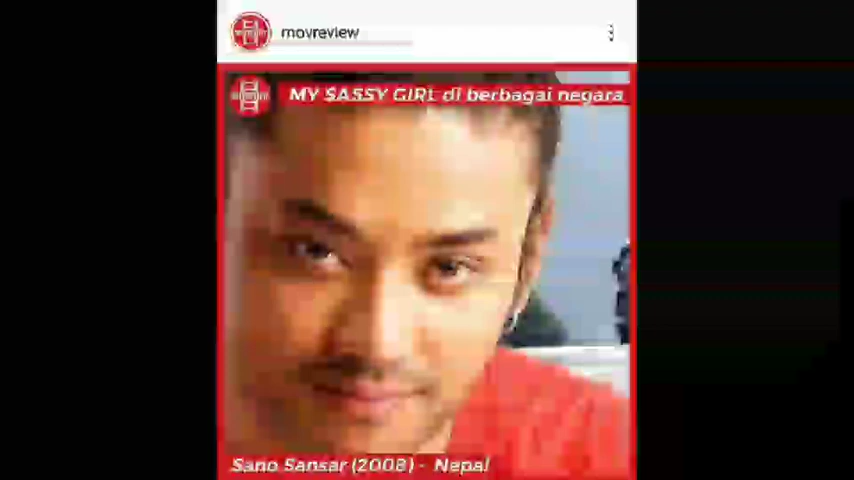 movreview
MY SASSY GIRL di berbagai negara
Sano Sansar (2008) - Nepal